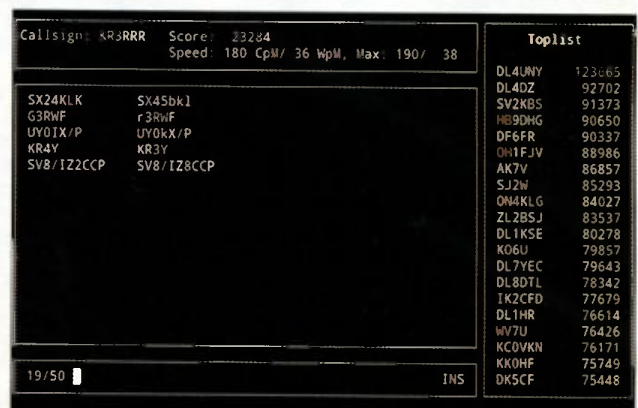 Callsign: KR3RRR Score: 23284
Speed: 180 CpM/ 36 WpM, Max: 190/ 38
SX24KLK SX45bkl
G3RWF r3RWF
UY0IX/P UY0kX/P
KR4Y KR3Y
SV8/IZ2CCP SV8/IZ8CCP
19/50 INS
Toplist
DL4UNY 123665
DL4DZ 92702
SV2KBS 91373
HB9DHG 90650
DF6FR 90337
OH1FJV 88986
AK7V 86857
SJ2W 85293
ON4KLG 84027
ZL2BSJ 83537
DL1KSE 80278
KO6U 79857
DL7YEC 79643
DL8DTL 78342
IK2CFD 77679
DL1HR 76614
WV7U 76426
KC0VKN 76171
KK0HF 75749
DK5CF 75448